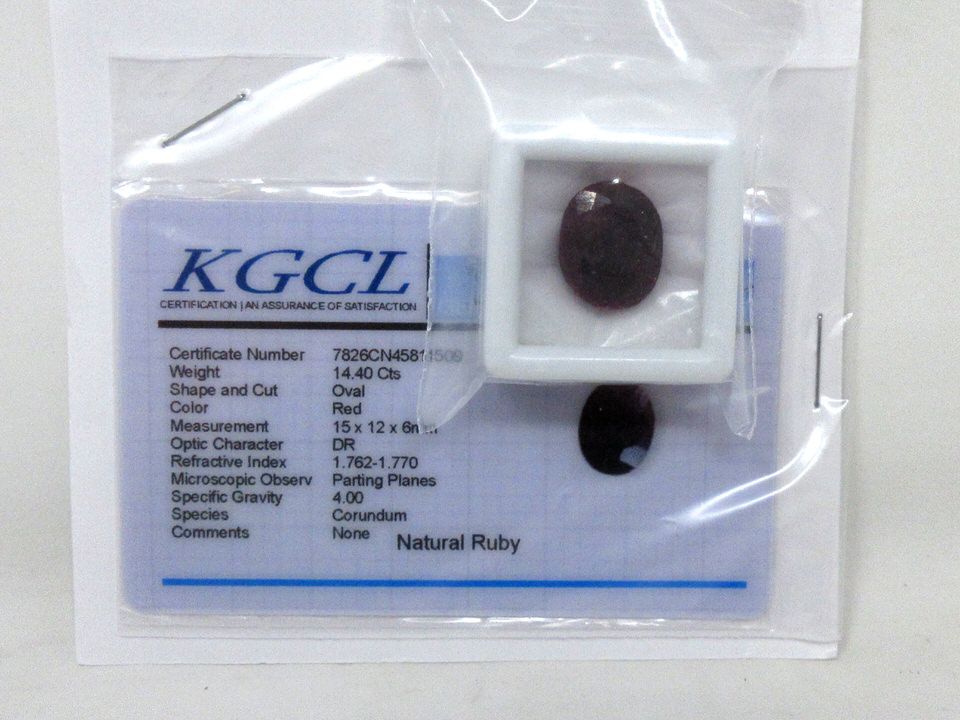 KGCL
CERTIFICATION | AN ASSURANCE OF SATISFACTION
Certificate Number 7826CN45811509
Weight 14.40 Cts
Shape and Cut Oval
Color Red
Measurement 15 x 12 x 6mm
Optic Character DR
Refractive Index 1.762-1.770
Microscopic Observ Parting Planes
Specific Gravity 4.00
Species Corundum
Comments None
Natural Ruby